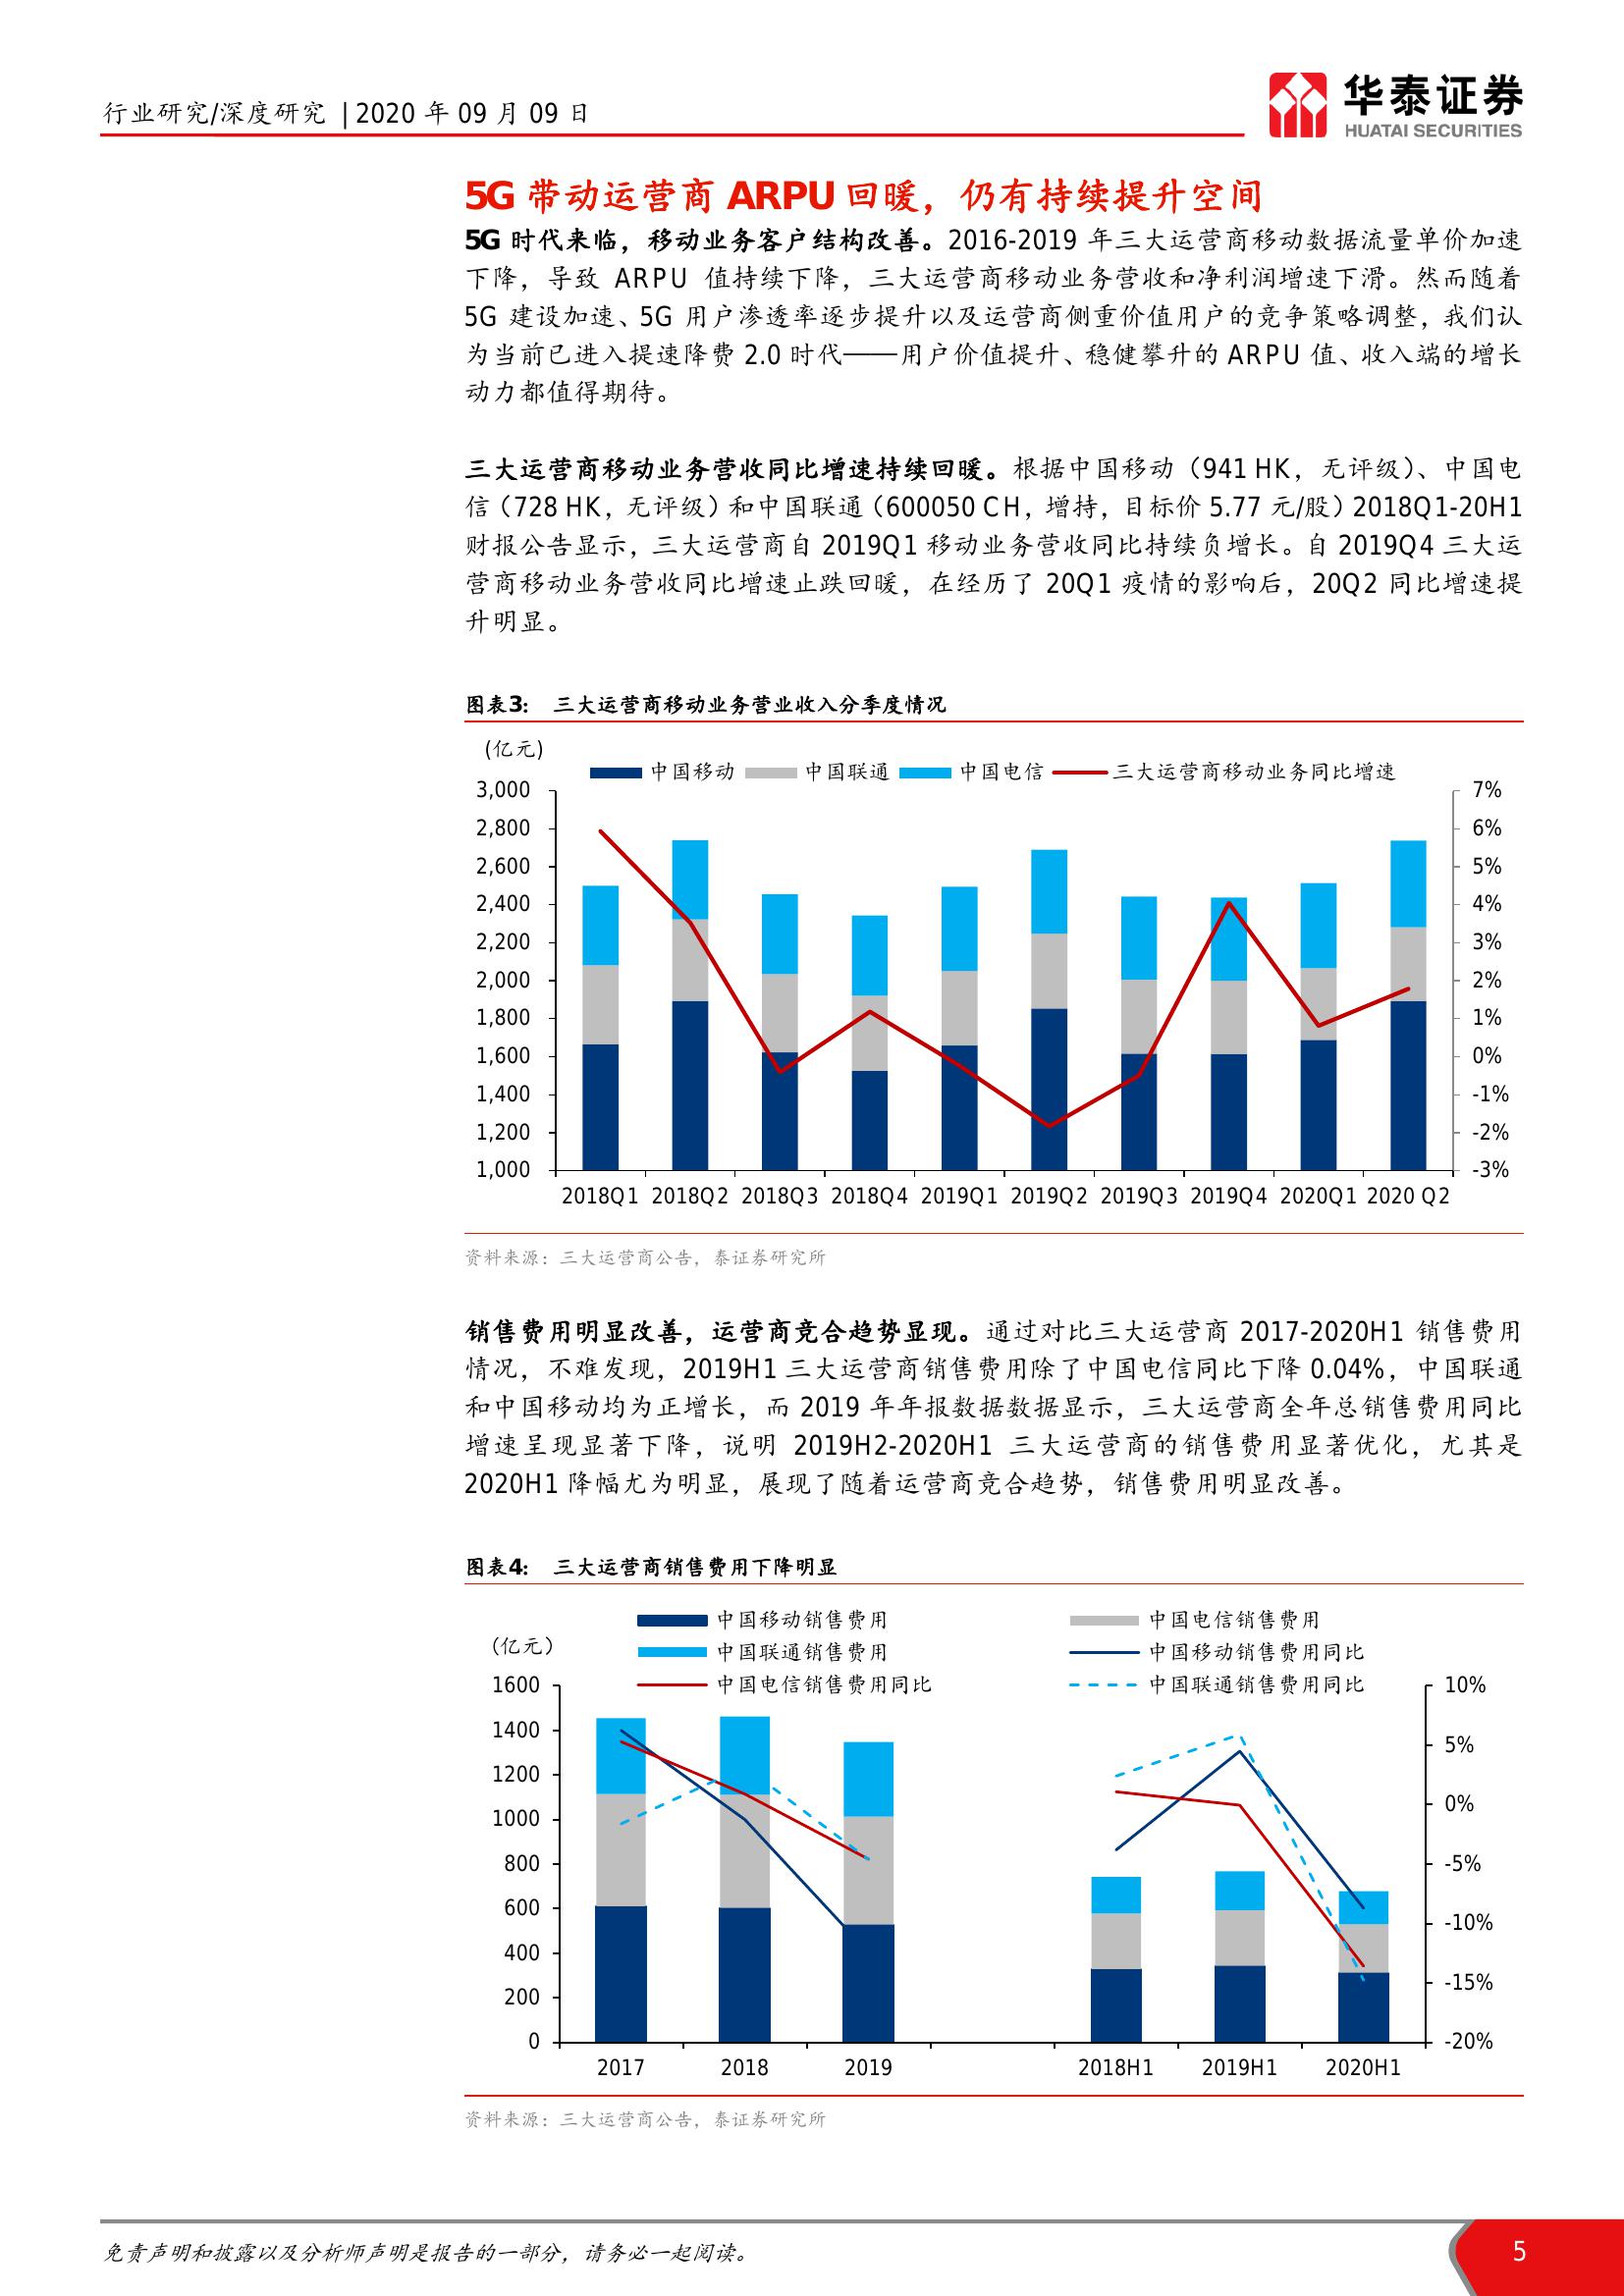 行业研究/深度研究 | 2020 年 09 月 09 日
华泰证券
HUATAI SECURITIES
5G 带动运营商 ARPU 回暖，仍有持续提升空间
5G 时代来临，移动业务客户结构改善。2016-2019 年三大运营商移动数据流量单价加速
下降，导致 ARPU 值持续下降，三大运营商移动业务营收和净利润增速下滑。然而随着
5G 建设加速、5G 用户渗透率逐步提升以及运营商侧重价值用户的竞争策略调整，我们认
为当前已进入提速降费 2.0 时代——用户价值提升、稳健攀升的 ARPU 值、收入端的增长
动力都值得期待。
三大运营商移动业务营收同比增速持续回暖。根据中国移动（941 HK，无评级）、中国电
信（728 HK，无评级）和中国联通（600050 CH，增持，目标价 5.77 元/股）2018Q1-20H1
财报公告显示，三大运营商自 2019Q1 移动业务营收同比持续负增长。自 2019Q4 三大运
营商移动业务营收同比增速止跌回暖，在经历了 20Q1 疫情的影响后，20Q2 同比增速提
升明显。
图表3： 三大运营商移动业务营业收入分季度情况
(亿元)
中国移动 中国联通 中国电信 三大运营商移动业务同比增速
3,000 7%
2,800 6%
2,600 5%
2,400 4%
2,200 3%
2,000 2%
1,800 1%
1,600 0%
1,400 -1%
1,200 -2%
1,000 -3%
2018Q1 2018Q2 2018Q3 2018Q4 2019Q1 2019Q2 2019Q3 2019Q4 2020Q1 2020 Q2
资料来源：三大运营商公告，泰证券研究所
销售费用明显改善，运营商竞合趋势显现。通过对比三大运营商 2017-2020H1 销售费用
情况，不难发现，2019H1 三大运营商销售费用除了中国电信同比下降 0.04%，中国联通
和中国移动均为正增长，而 2019 年年报数据数据显示，三大运营商全年总销售费用同比
增速呈现显著下降，说明 2019H2-2020H1 三大运营商的销售费用显著优化，尤其是
2020H1 降幅尤为明显，展现了随着运营商竞合趋势，销售费用明显改善。
图表4： 三大运营商销售费用下降明显
中国移动销售费用 中国电信销售费用
（亿元） 中国联通销售费用 中国移动销售费用同比
中国电信销售费用同比 中国联通销售费用同比
1600 10%
1400 5%
1200 0%
1000 -5%
800 -10%
600 -15%
400 -20%
200
0
2017 2018 2019 2018H1 2019H1 2020H1
资料来源：三大运营商公告，泰证券研究所
免责声明和披露以及分析师声明是报告的一部分，请务必一起阅读。 5